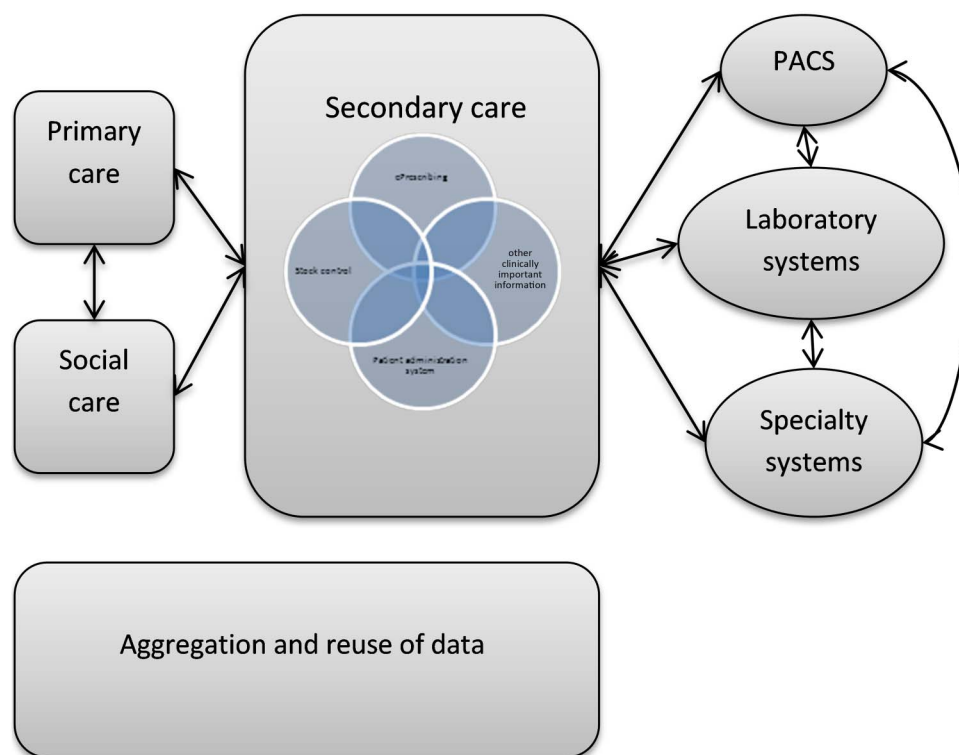 Primary
care
Social
care
Secondary care
ePrescribing
Stock control
other
clinically
important
information
Patient administration
system
PACS
Laboratory
systems
Specialty
systems
Aggregation and reuse of data